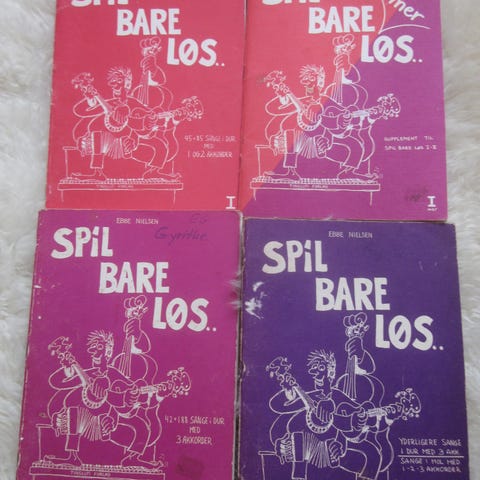 SPiL
BARE
LØS..
45+85 SANGE i DUR
MED
1 OG 2 AKKORDER
I
SPiL
mer
BARE
LØS..
SUPPLEMENT TIL
SPIL BARE LØS I-II
I
EBBE NIELSEN
SPiL
BARE
LØS..
42+188 SANGE i DUR
MED
3 AKKORDER
EBBE NIELSEN
SPiL
BARE
LØS..
YDERLIGERE SANGE
i DUR MED 3 AKK.
SANGE i MOL MED
1-2-3 AKKORDER